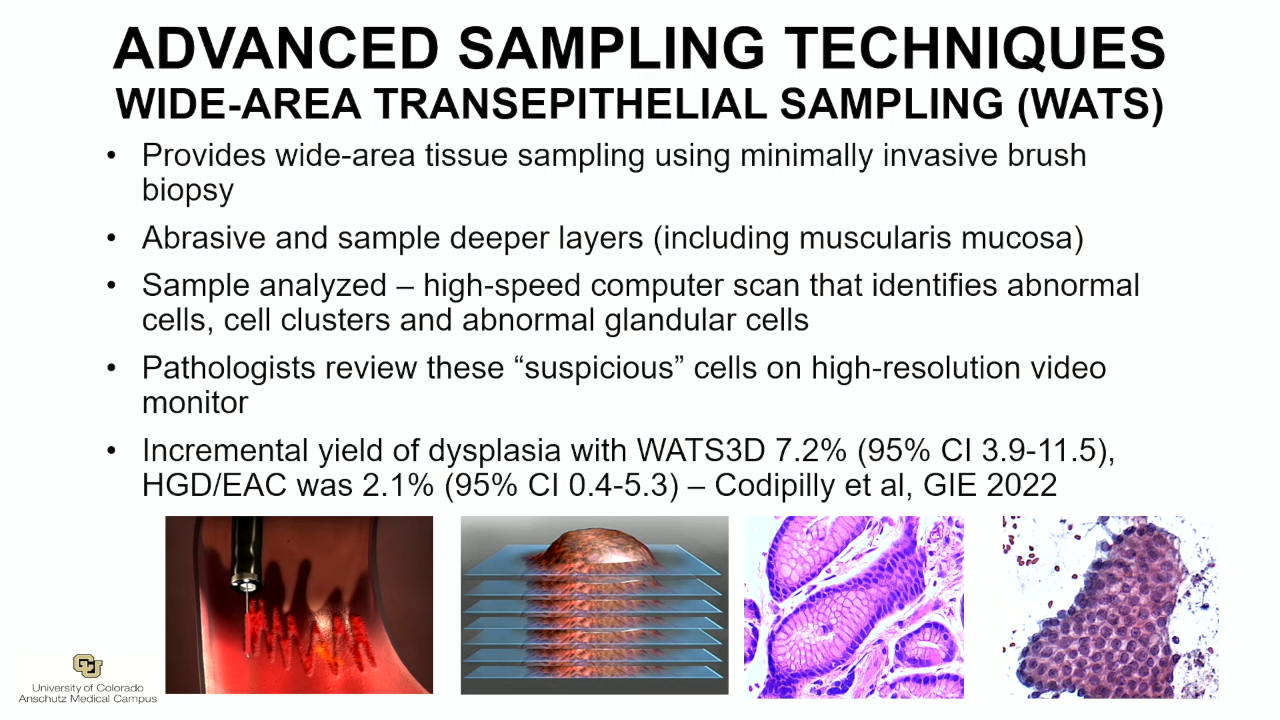 ADVANCED SAMPLING TECHNIQUES
WIDE-AREA TRANSEPITHELIAL SAMPLING (WATS)
• Provides wide-area tissue sampling using minimally invasive brush
biopsy
• Abrasive and sample deeper layers (including muscularis mucosa)
• Sample analyzed – high-speed computer scan that identifies abnormal
cells, cell clusters and abnormal glandular cells
• Pathologists review these “suspicious” cells on high-resolution video
monitor
• Incremental yield of dysplasia with WATS3D 7.2% (95% CI 3.9-11.5),
HGD/EAC was 2.1% (95% CI 0.4-5.3) – Codipilly et al, GIE 2022
CU
University of Colorado
Anschutz Medical Campus